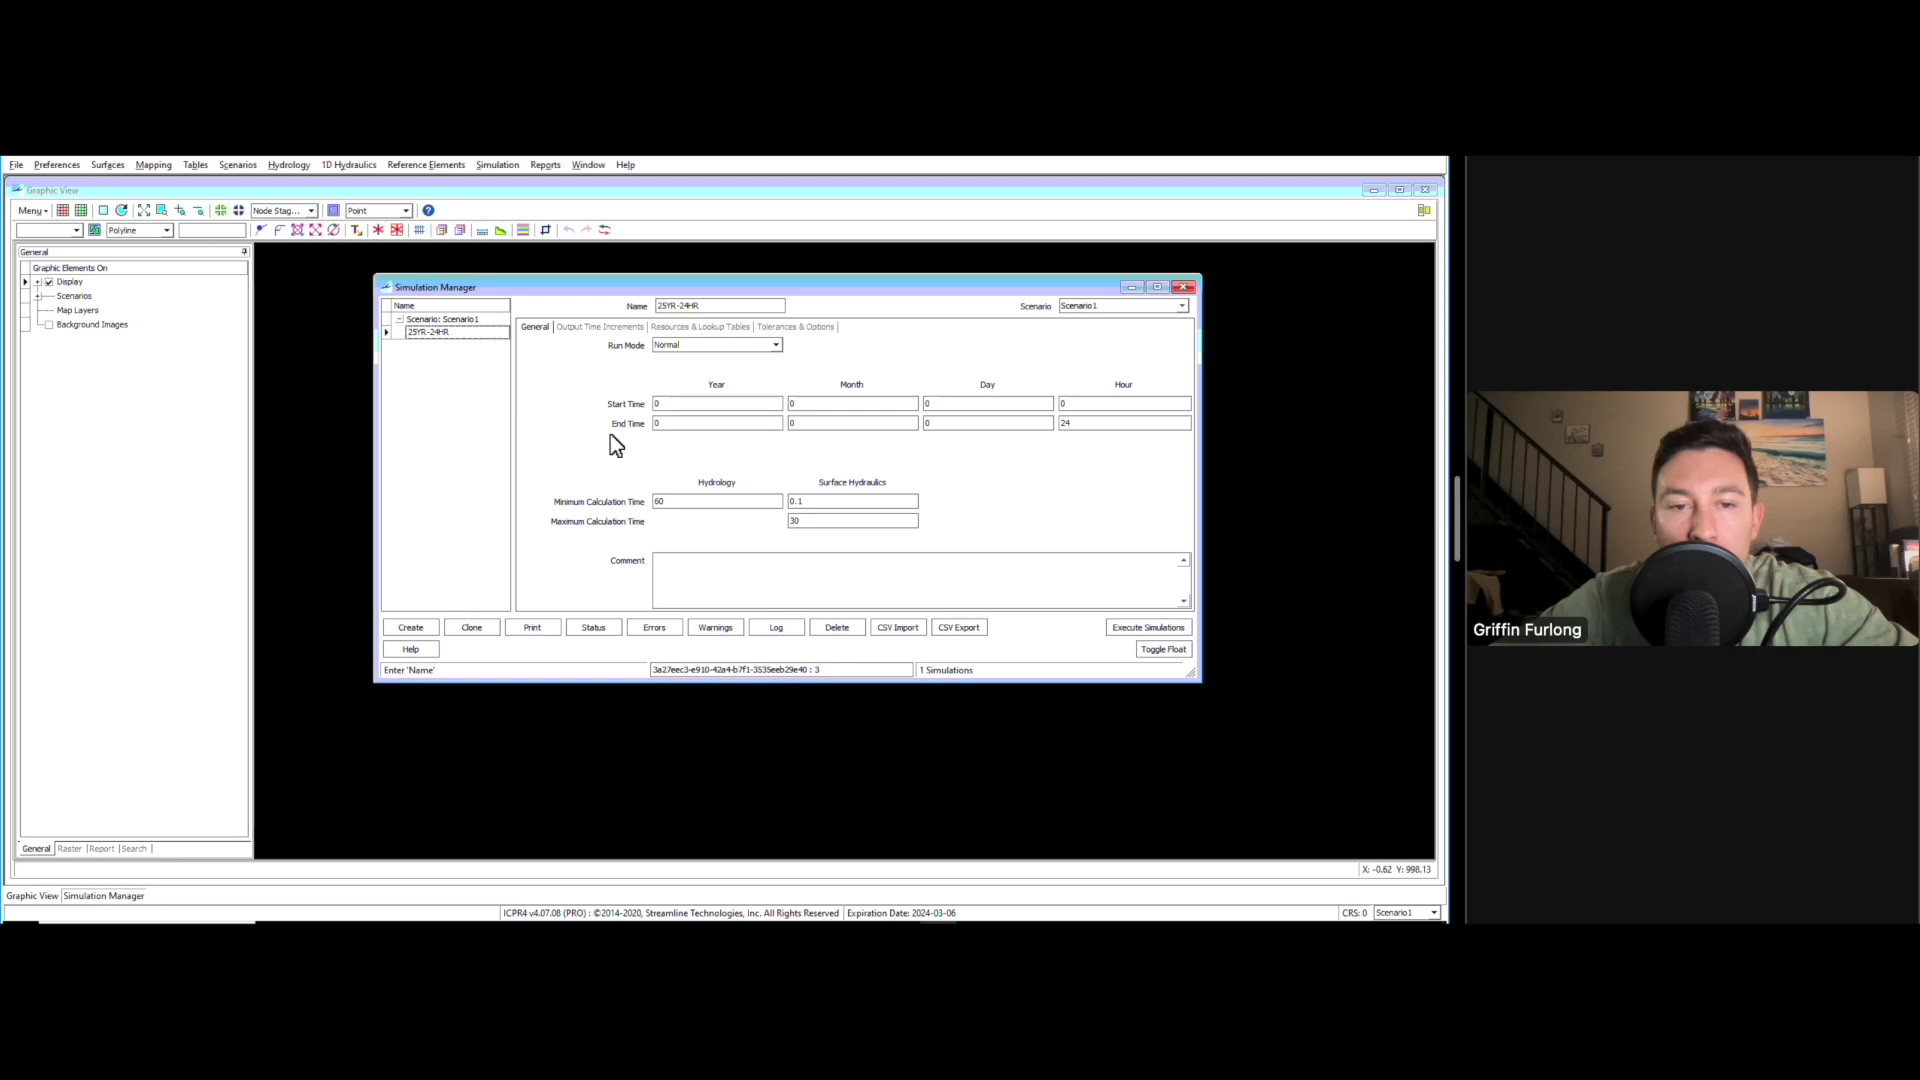 File Preferences Surfaces Mapping Tables Scenarios Hydrology 1D Hydraulics Reference Elements Simulation Reports Window Help
Graphic View
Menu Node Stag... Point
Polyline
General
Graphic Elements On
Display
Scenarios
Map Layers
Background Images
Simulation Manager
Name Name 25YR-24HR Scenario Scenario1
Scenario: Scenario1
25YR-24HR
General Output Time Increments Resources & Lookup Tables Tolerances & Options
Run Mode Normal
Year Month Day Hour
Start Time 0 0 0 0
End Time 0 0 0 24
Hydrology Surface Hydraulics
Minimum Calculation Time 60 0.1
Maximum Calculation Time 30
Comment
Create Clone Print Status Errors Warnings Log Delete CSV Import CSV Export Execute Simulations
Help Toggle Float
Enter 'Name' 3a27eec3-e910-42a4-b7f1-3535eeb29e40 : 3 1 Simulations
Griffin Furlong
General Raster Report Search
X: -0.62 Y: 998.13
Graphic View Simulation Manager
ICPR4 v4.07.08 (PRO) : ©2014-2020, Streamline Technologies, Inc. All Rights Reserved Expiration Date: 2024-03-06 CRS: 0 Scenario1